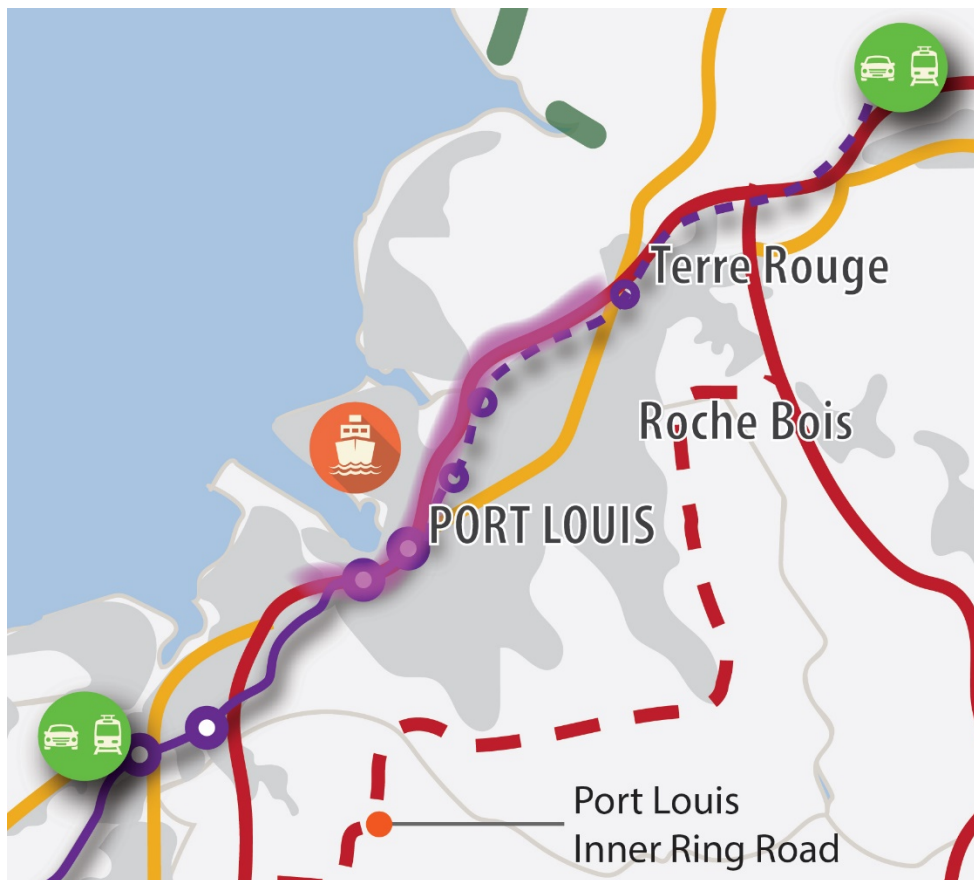 Terre Rouge
Roche Bois
PORT LOUIS
Port Louis
Inner Ring Road